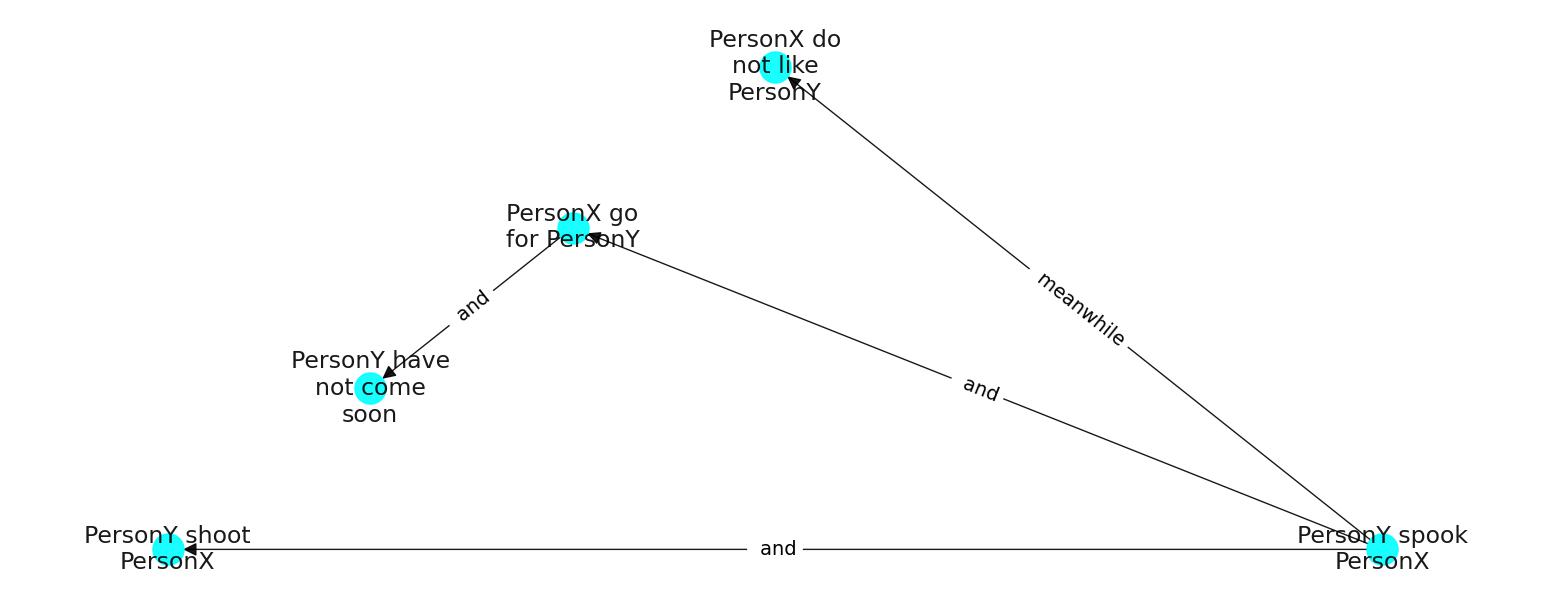 PersonX do
not like
PersonY
PersonX go
for PersonY
meanwhile
and
PersonY have
not come
soon
and
PersonY shoot
PersonX
and
PersonY spook
PersonX